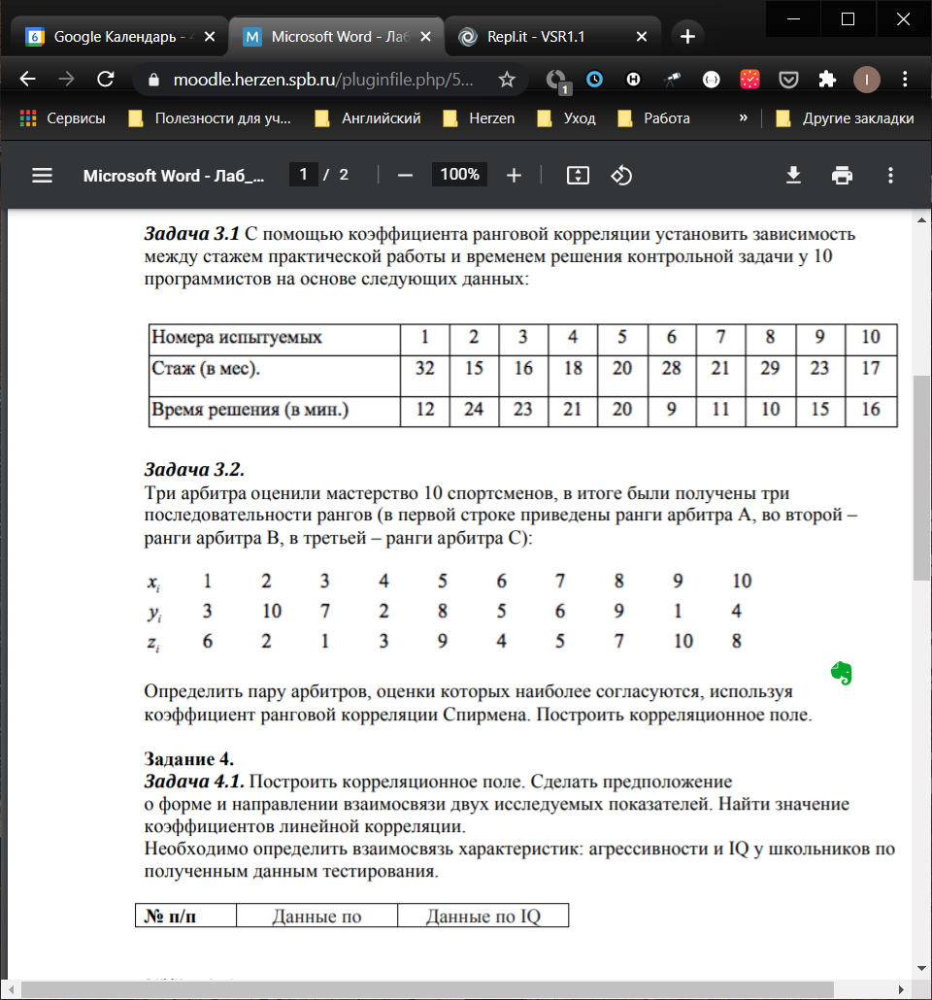 Google Календарь - 4
Microsoft Word - Лаб
Repl.it - VSR1.1
moodle.herzen.spb.ru/pluginfile.php/5...
1
I
Сервисы
Полезности для уч...
Английский
Herzen
Уход
Работа
»
Другие закладки
Microsoft Word - Лаб_...
1 / 2
100%
Задача 3.1 С помощью коэффициента ранговой корреляции установить зависимость
между стажем практической работы и временем решения контрольной задачи у 10
программистов на основе следующих данных:
Номера испытуемых 1 2 3 4 5 6 7 8 9 10
Стаж (в мес). 32 15 16 18 20 28 21 29 23 17
Время решения (в мин.) 12 24 23 21 20 9 11 10 15 16
Задача 3.2.
Три арбитра оценили мастерство 10 спортсменов, в итоге были получены три
последовательности рангов (в первой строке приведены ранги арбитра А, во второй –
ранги арбитра В, в третьей – ранги арбитра С):
xi 1 2 3 4 5 6 7 8 9 10
yi 3 10 7 2 8 5 6 9 1 4
zi 6 2 1 3 9 4 5 7 10 8
Определить пару арбитров, оценки которых наиболее согласуются, используя
коэффициент ранговой корреляции Спирмена. Построить корреляционное поле.
Задание 4.
Задача 4.1. Построить корреляционное поле. Сделать предположение
о форме и направлении взаимосвязи двух исследуемых показателей. Найти значение
коэффициентов линейной корреляции.
Необходимо определить взаимосвязь характеристик: агрессивности и IQ у школьников по
полученным данным тестирования.
№ п/п Данные по Данные по IQ